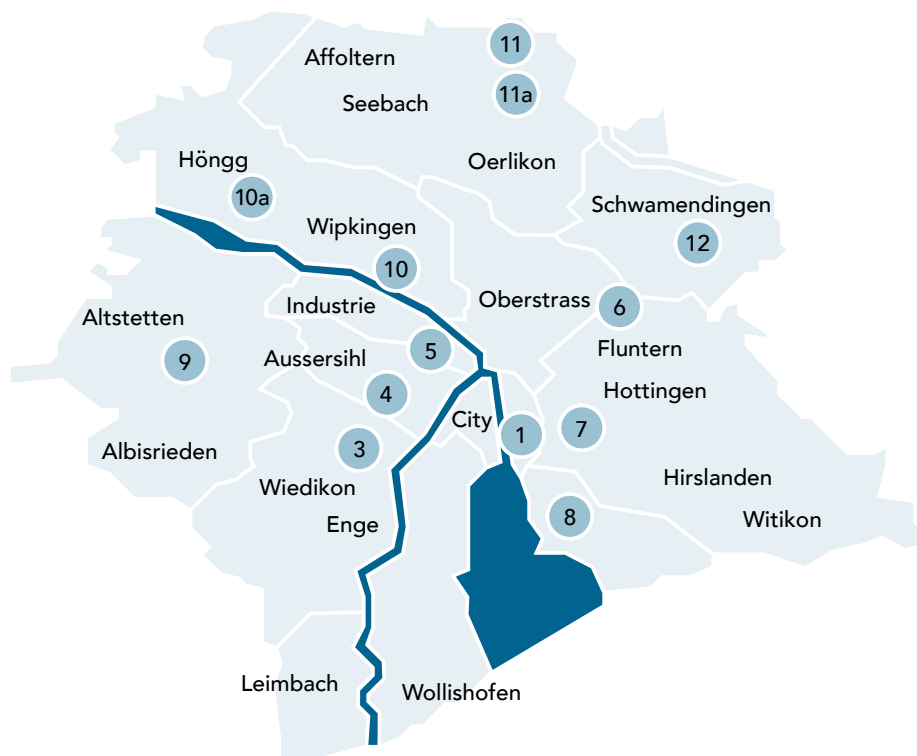 11
Affoltern
11a
Seebach
Oerlikon
Höngg
10a
Schwamendingen
Wipkingen
12
10
Oberstrass
Industrie
6
Altstetten
5
Fluntern
9
Aussersihl
4
Hottingen
City
1
7
3
Albisrieden
Wiedikon
Hirslanden
8
Enge
Witikon
Leimbach
Wollishofen